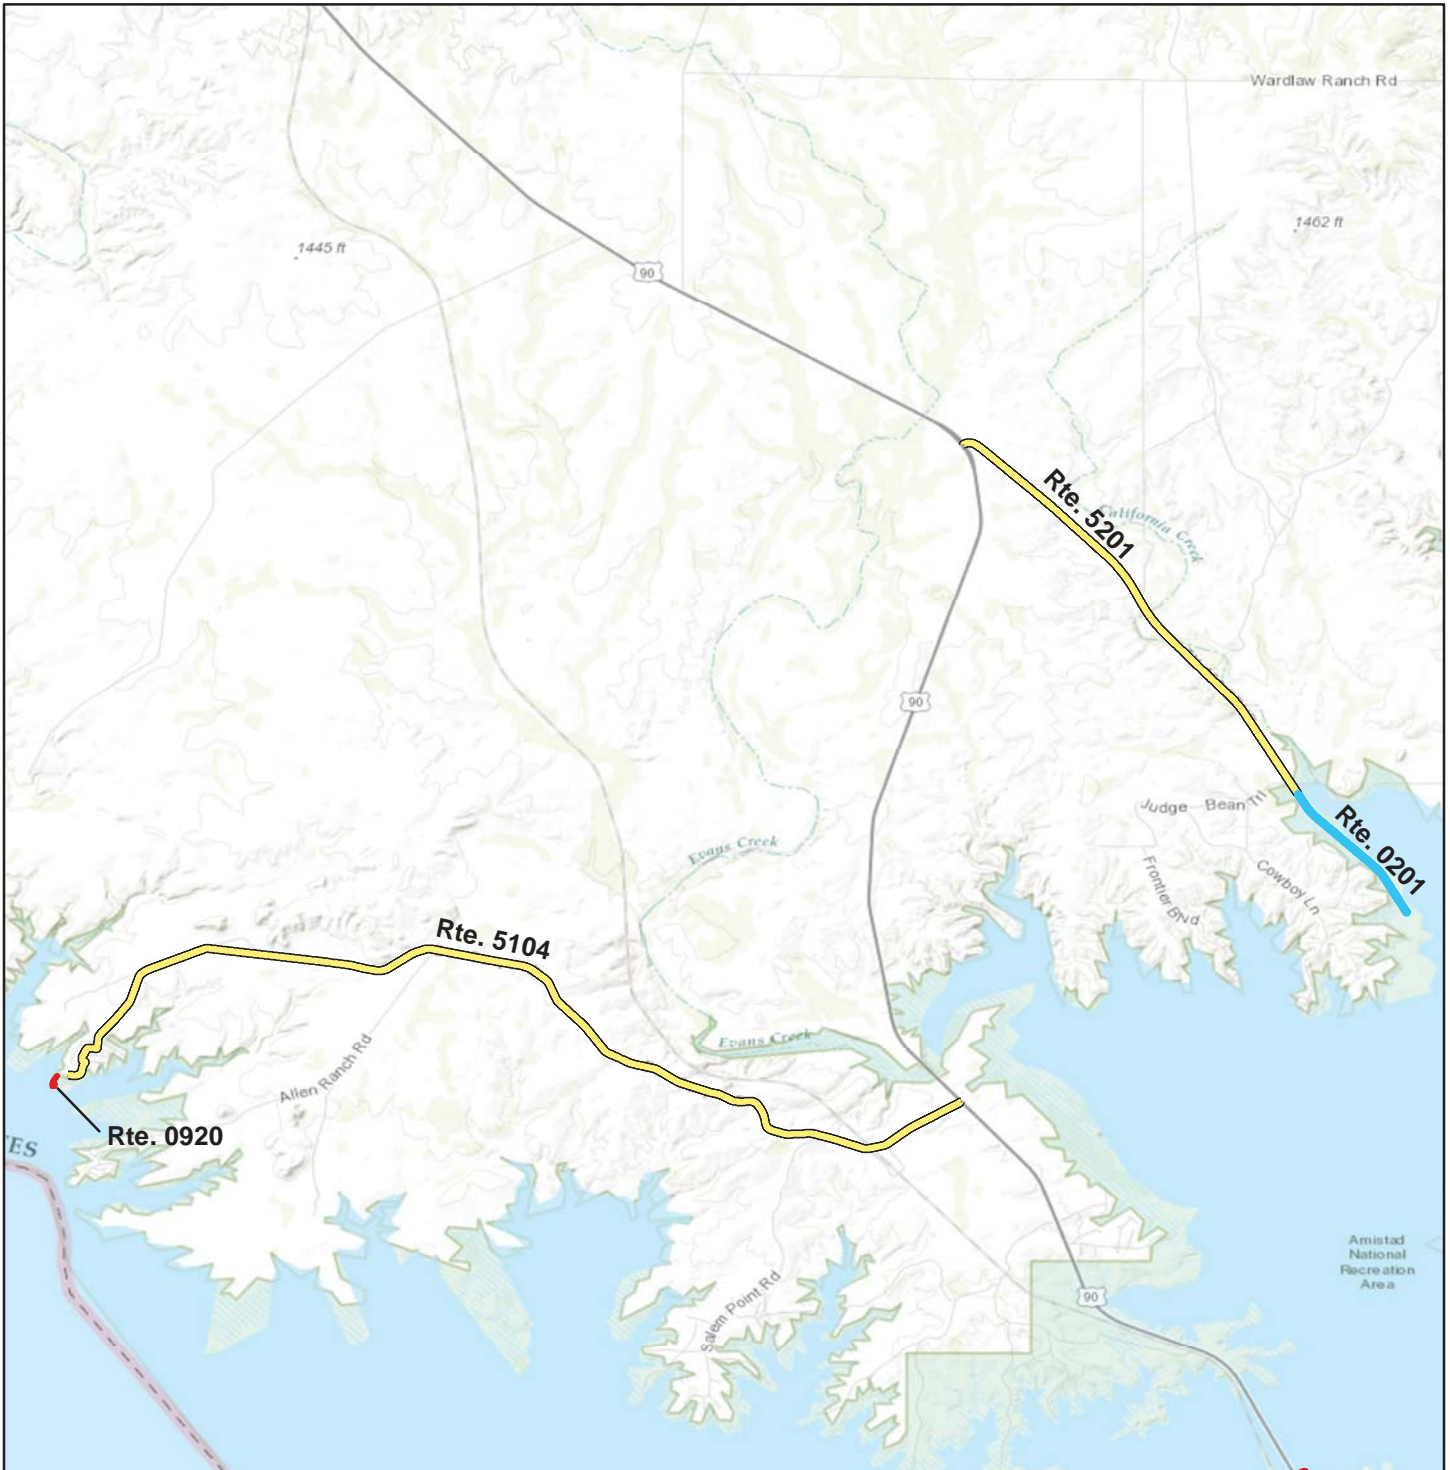 Wardlaw Ranch Rd
1462 ft
1445 ft
90
Rte. 5201
California Creek
90
Judge Bean Trl
Rte. 0201
Evans Creek
Frontier Blvd
Cowboy Ln
Rte. 5104
Evans Creek
Allen Ranch Rd
Rte. 0920
ES
Amistad
National
Recreation
Area
Salem Point Rd
90